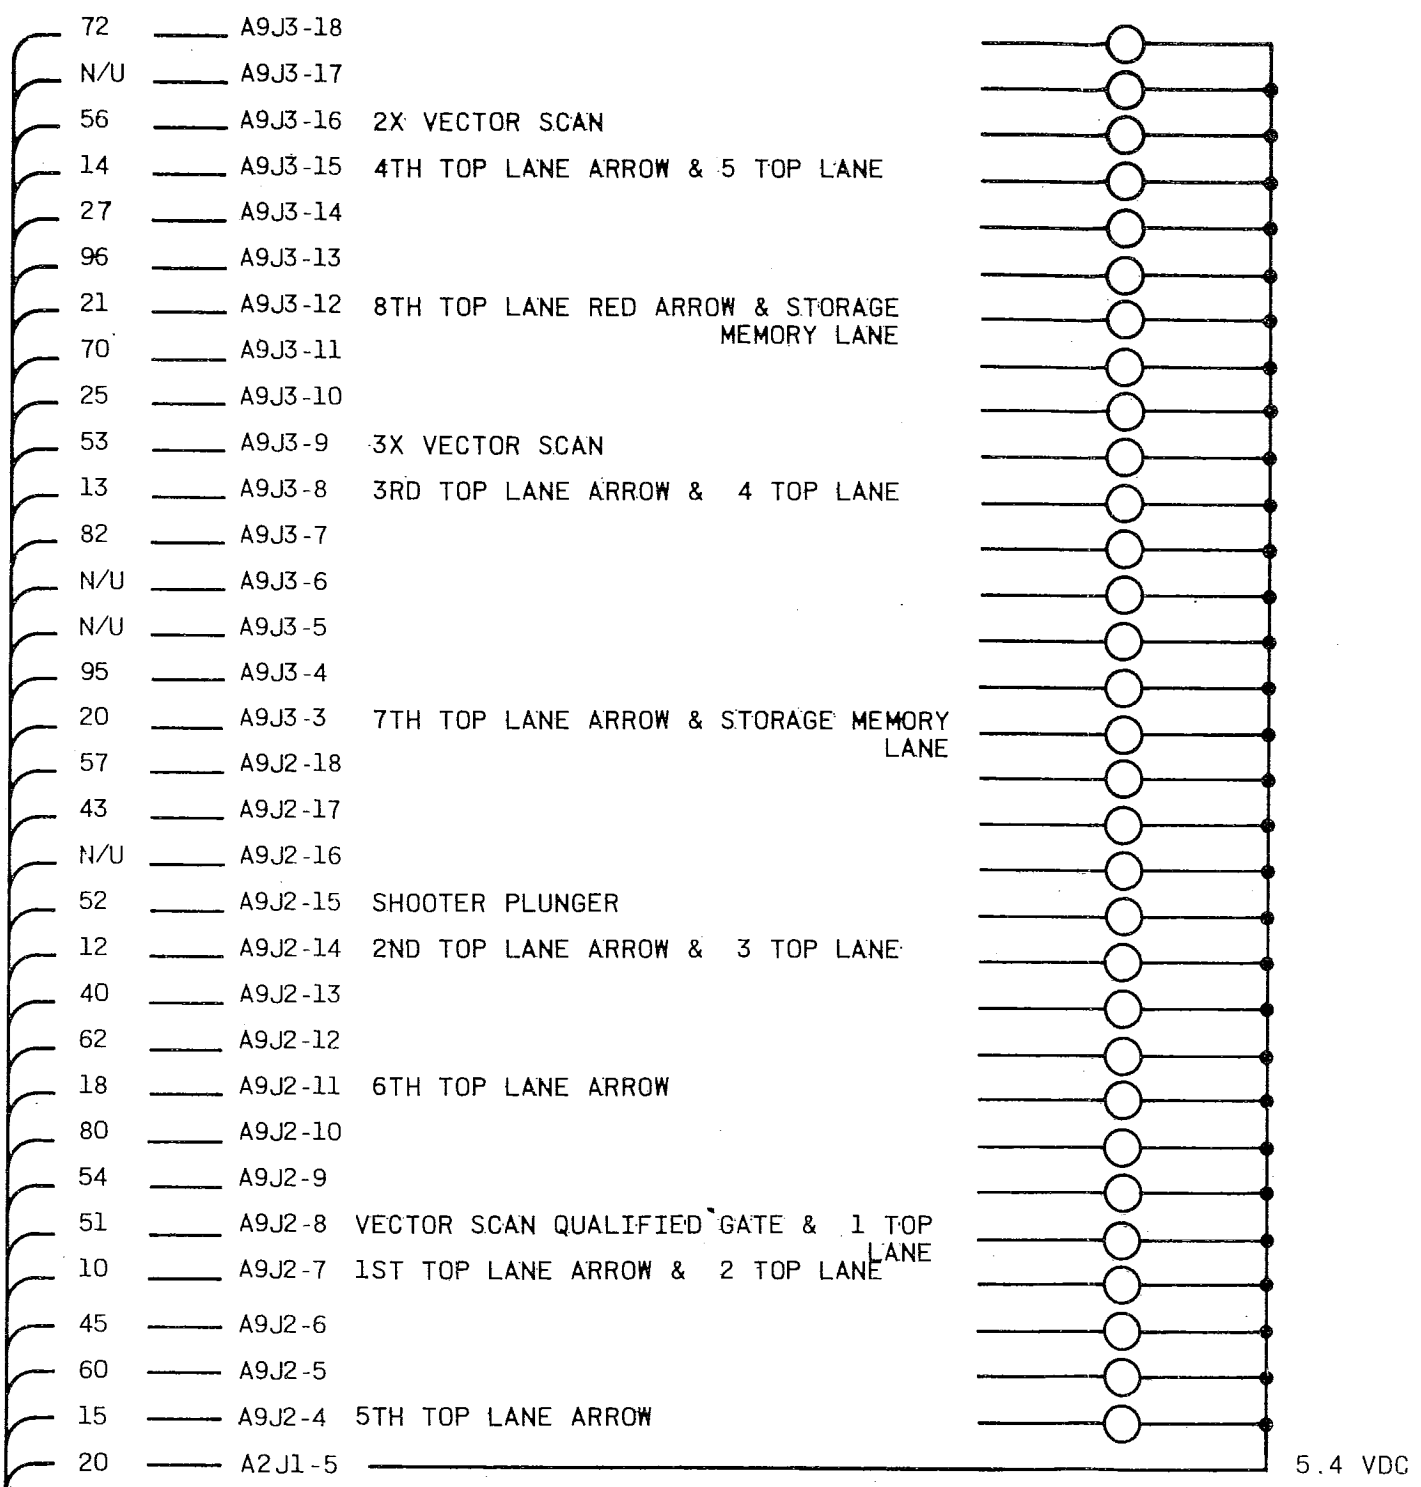 72 A9J3-18
N/U A9J3-17
56 A9J3-16 2X VECTOR SCAN
14 A9J3-15 4TH TOP LANE ARROW & 5 TOP LANE
27 A9J3-14
96 A9J3-13
21 A9J3-12 8TH TOP LANE RED ARROW & STORAGE
MEMORY LANE
70 A9J3-11
25 A9J3-10
53 A9J3-9 3X VECTOR SCAN
13 A9J3-8 3RD TOP LANE ARROW & 4 TOP LANE
82 A9J3-7
N/U A9J3-6
N/U A9J3-5
95 A9J3-4
20 A9J3-3 7TH TOP LANE ARROW & STORAGE MEMORY
LANE
57 A9J2-18
43 A9J2-17
N/U A9J2-16
52 A9J2-15 SHOOTER PLUNGER
12 A9J2-14 2ND TOP LANE ARROW & 3 TOP LANE
40 A9J2-13
62 A9J2-12
18 A9J2-11 6TH TOP LANE ARROW
80 A9J2-10
54 A9J2-9
51 A9J2-8 VECTOR SCAN QUALIFIED GATE & 1 TOP
LANE
10 A9J2-7 1ST TOP LANE ARROW & 2 TOP LANE
45 A9J2-6
60 A9J2-5
15 A9J2-4 5TH TOP LANE ARROW
20 A2J1-5 5.4 VDC